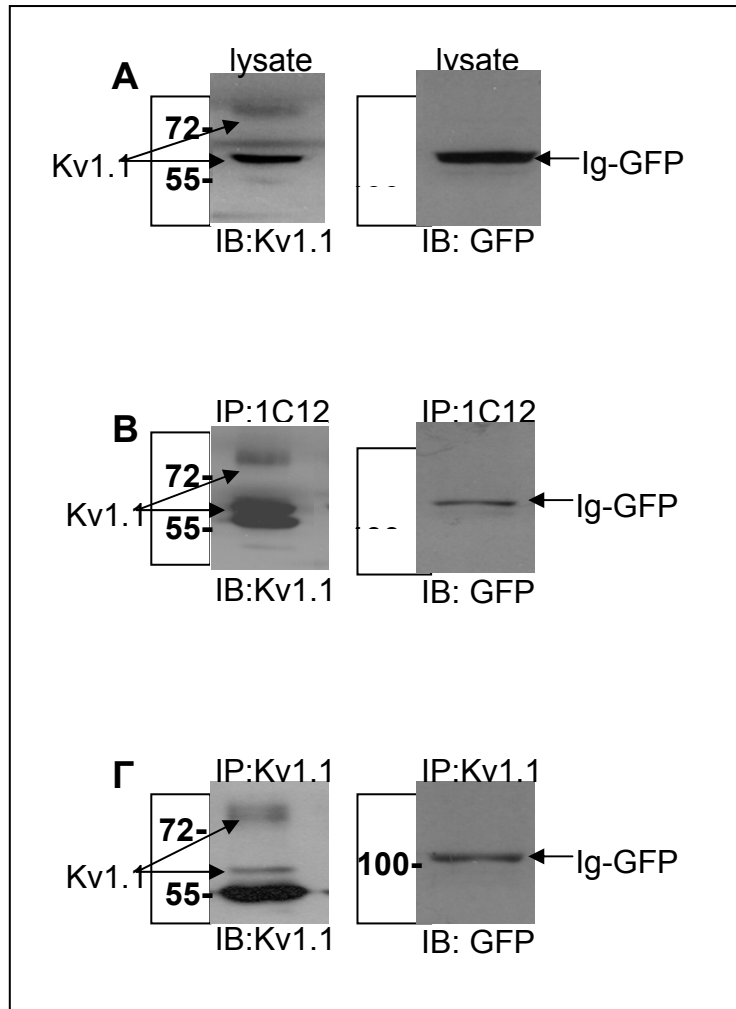 A
lysate
lysate
72-
Kv1.1
55-
Ig-GFP
IB:Kv1.1
IB: GFP
B
IP:1C12
IP:1C12
72-
Kv1.1
55-
Ig-GFP
IB:Kv1.1
IB: GFP
Γ
IP:Kv1.1
IP:Kv1.1
72-
Kv1.1
55-
100-
Ig-GFP
IB:Kv1.1
IB: GFP